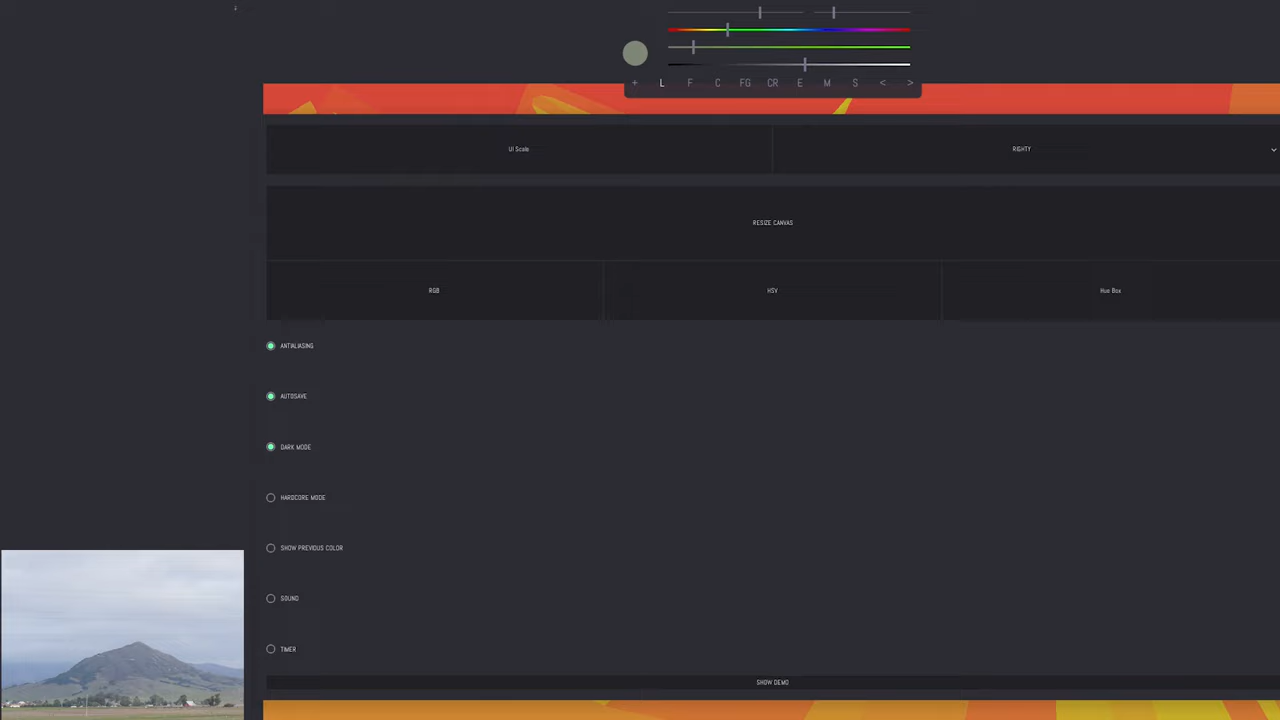 + L F C FG CR E M S < >
UI Scale RIGHTY
RESIZE CANVAS
RGB HSV Hue Box
ANTIALIASING
AUTOSAVE
DARK MODE
HARDCORE MODE
SHOW PREVIOUS COLOR
SOUND
TIMER
SHOW DEMO